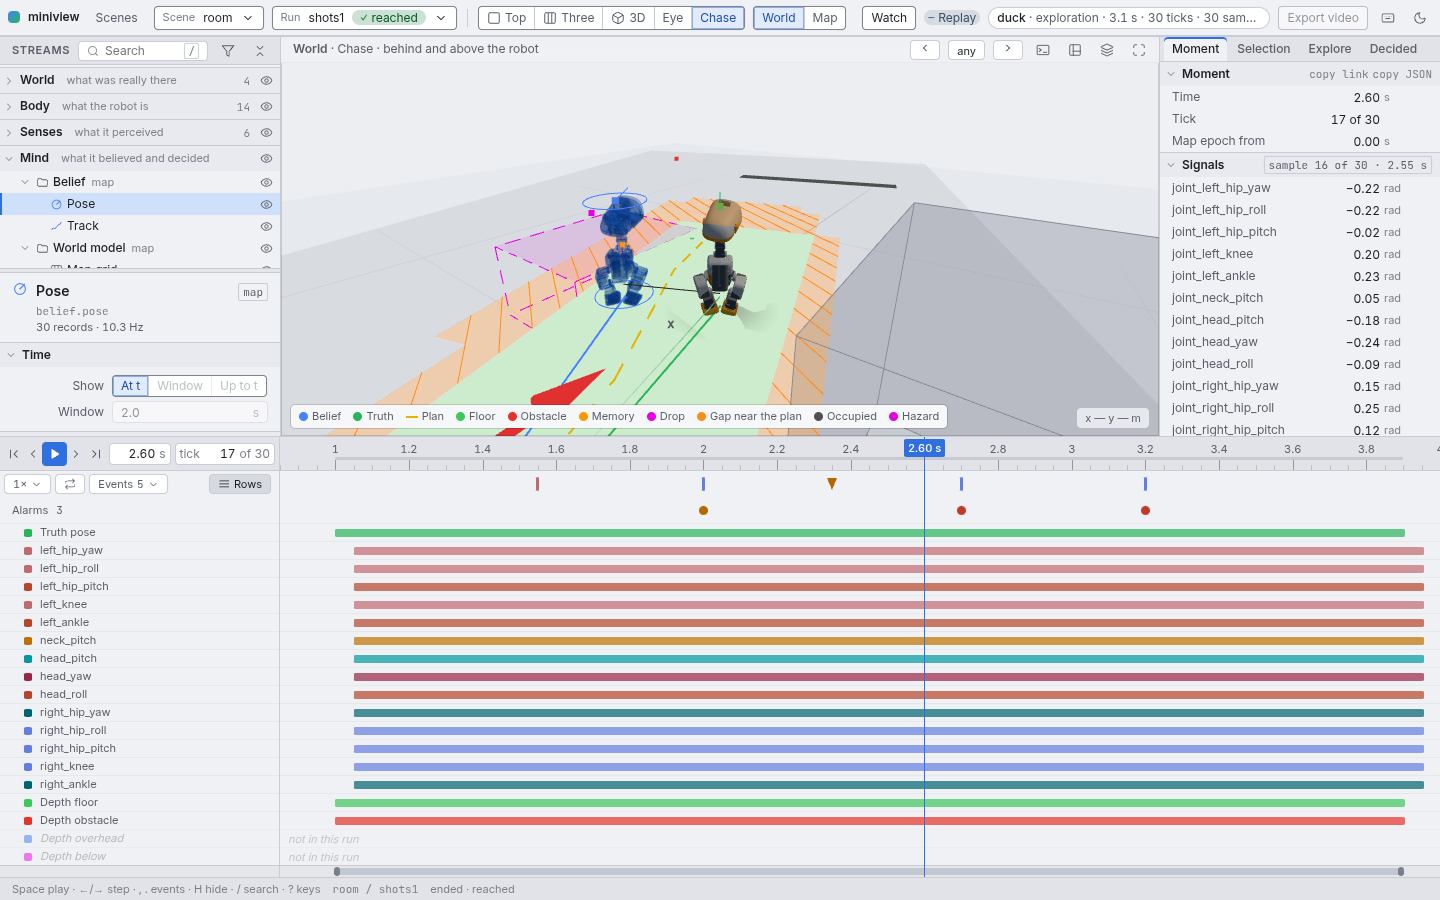 miniview Scenes Scene room Run shots1 ✓ reached Top Three 3D Eye Chase World Map Watch Replay duck · exploration · 3.1 s · 30 ticks · 30 sam... Export video
STREAMS Search /
World what was really there 4
Body what the robot is 14
Senses what it perceived 6
Mind what it believed and decided
Belief map
Pose
Track
World model map
Pose map
belief.pose
30 records · 10.3 Hz
Time
Show At t Window Up to t
Window 2.0 s
World · Chase · behind and above the robot
any
x
Belief Truth Plan Floor Obstacle Memory Drop Gap near the plan Occupied Hazard
x — y — m
Moment Selection Explore Decided
Moment copy link copy JSON
Time 2.60 s
Tick 17 of 30
Map epoch from 0.00 s
Signals sample 16 of 30 · 2.55 s
joint_left_hip_yaw −0.22 rad
joint_left_hip_roll −0.22 rad
joint_left_hip_pitch −0.02 rad
joint_left_knee 0.20 rad
joint_left_ankle 0.23 rad
joint_neck_pitch 0.05 rad
joint_head_pitch −0.18 rad
joint_head_yaw −0.24 rad
joint_head_roll −0.09 rad
joint_right_hip_yaw 0.15 rad
joint_right_hip_roll 0.25 rad
joint_right_hip_pitch 0.12 rad
2.60 s tick 17 of 30
1 1.2 1.4 1.6 1.8 2 2.2 2.4 2.60 s 2.8 3 3.2 3.4 3.6 3.8
1× Events 5 Rows
Alarms 3
Truth pose
left_hip_yaw
left_hip_roll
left_hip_pitch
left_knee
left_ankle
neck_pitch
head_pitch
head_yaw
head_roll
right_hip_yaw
right_hip_roll
right_hip_pitch
right_knee
right_ankle
Depth floor
Depth obstacle
Depth overhead not in this run
Depth below not in this run
Space play · ←/→ step · , . events · H hide · / search · ? keys room / shots1 ended · reached